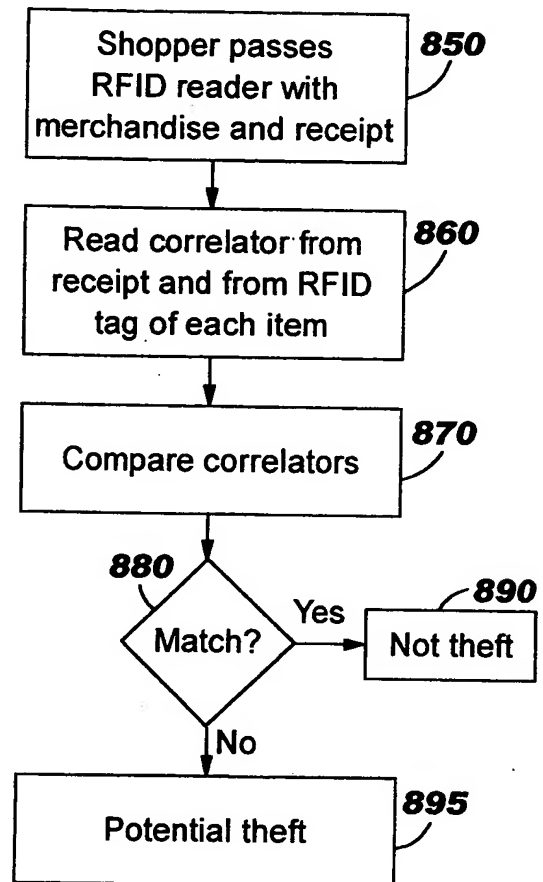 Shopper passes
RFID reader with
merchandise and receipt
850
Read correlator from
receipt and from RFID
tag of each item
860
Compare correlators
870
880
Match?
Yes
890
Not theft
No
Potential theft
895